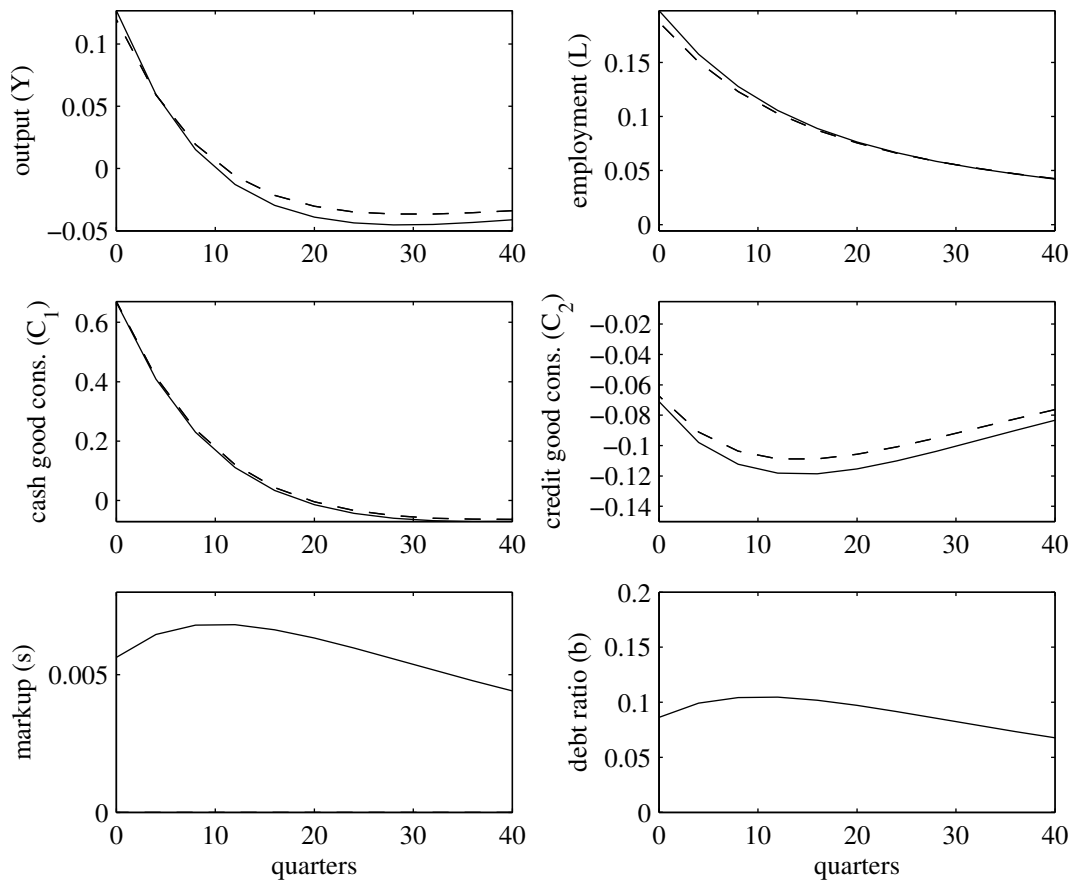 output (Y)
0.1
0.05
0
−0.05
0 10 20 30 40
employment (L)
0.15
0.1
0.05
0
0 10 20 30 40
cash good cons. (C1)
0.6
0.4
0.2
0
0 10 20 30 40
credit good cons. (C2)
−0.02
−0.04
−0.06
−0.08
−0.1
−0.12
−0.14
0 10 20 30 40
markup (s)
0.005
0
0 10 20 30 40
quarters
debt ratio (b)
0.2
0.15
0.1
0.05
0
0 10 20 30 40
quarters